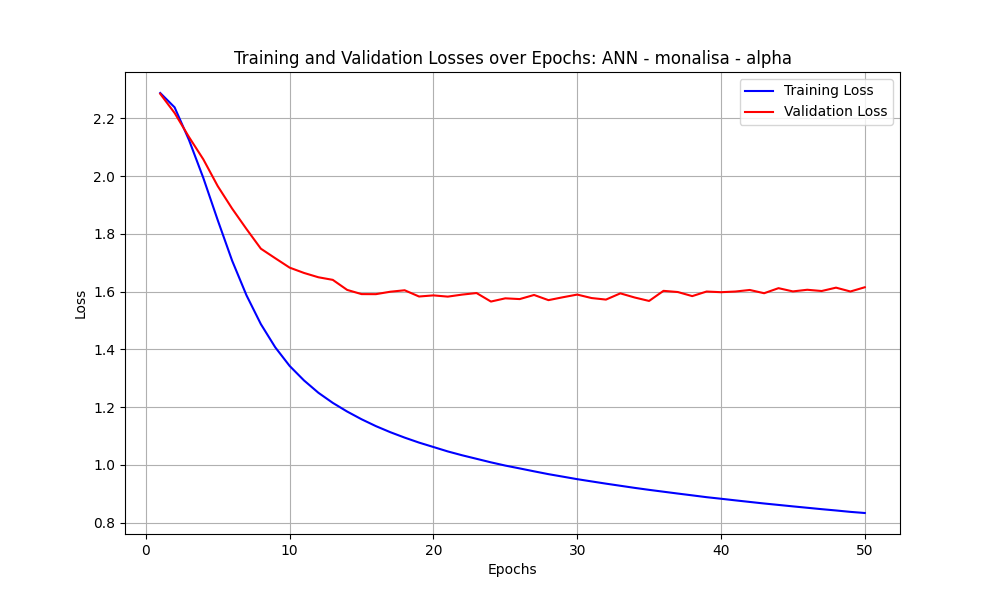 Training and Validation Losses over Epochs: ANN - monalisa - alpha
Training Loss
Validation Loss
Loss
2.2
2.0
1.8
1.6
1.4
1.2
1.0
0.8
0
10
20
30
40
50
Epochs